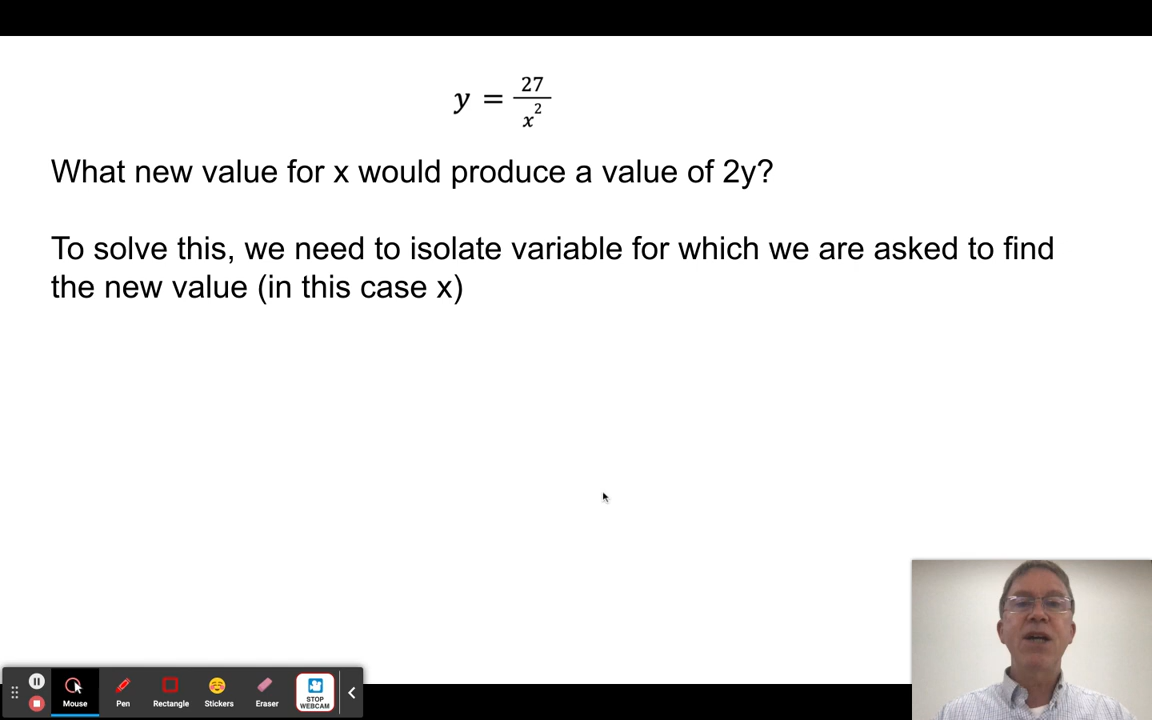 y = 27/x²
What new value for x would produce a value of 2y?
To solve this, we need to isolate variable for which we are asked to find
the new value (in this case x)
Mouse
Pen
Rectangle
Stickers
Eraser
STOP
WEBCAM